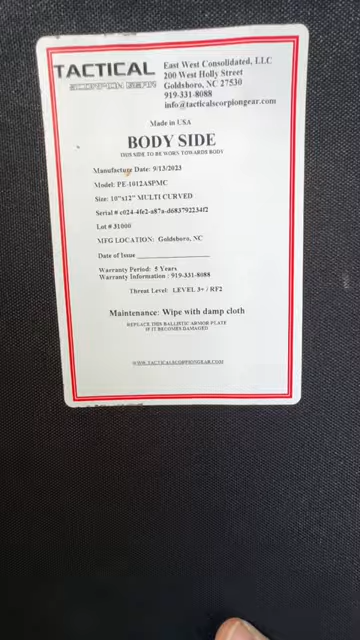 TACTICAL
SCORPION GEAR
East West Consolidated, LLC
200 West Holly Street
Goldsboro, NC 27530
919-331-8088
info@tacticalscorpiongear.com
Made in USA
BODY SIDE
THIS SIDE TO BE WORN TOWARDS BODY
Manufacture Date: 9/13/2023
Model: PE-1012ASPMC
Size: 10"x12" MULTI CURVED
Serial # c024-4fe2-a87a-d683792234f2
Lot # 31000
MFG LOCATION: Goldsboro, NC
Date of Issue
Warranty Period: 5 Years
Warranty Information : 919-331-8088
Threat Level: LEVEL 3+ / RF2
Maintenance: Wipe with damp cloth
REPLACE THIS BALLISTIC ARMOR PLATE
IF IT BECOMES DAMAGED
WWW.TACTICALSCORPIONGEAR.COM